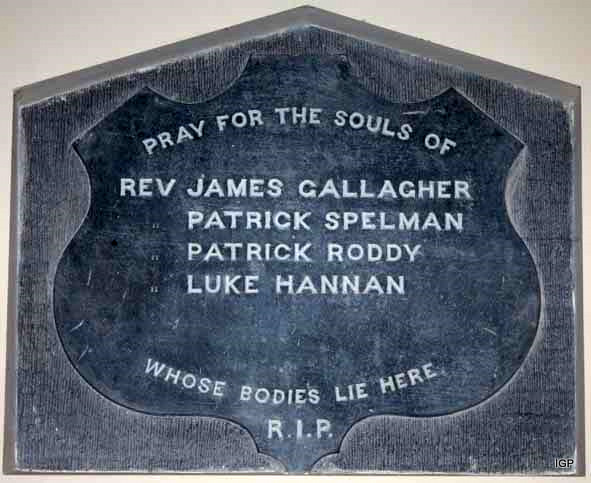 PRAY FOR THE SOULS OF
REV JAMES GALLAGHER
" PATRICK SPELMAN
" PATRICK RODDY
" LUKE HANNAN
WHOSE BODIES LIE HERE
R.I.P.
IGP